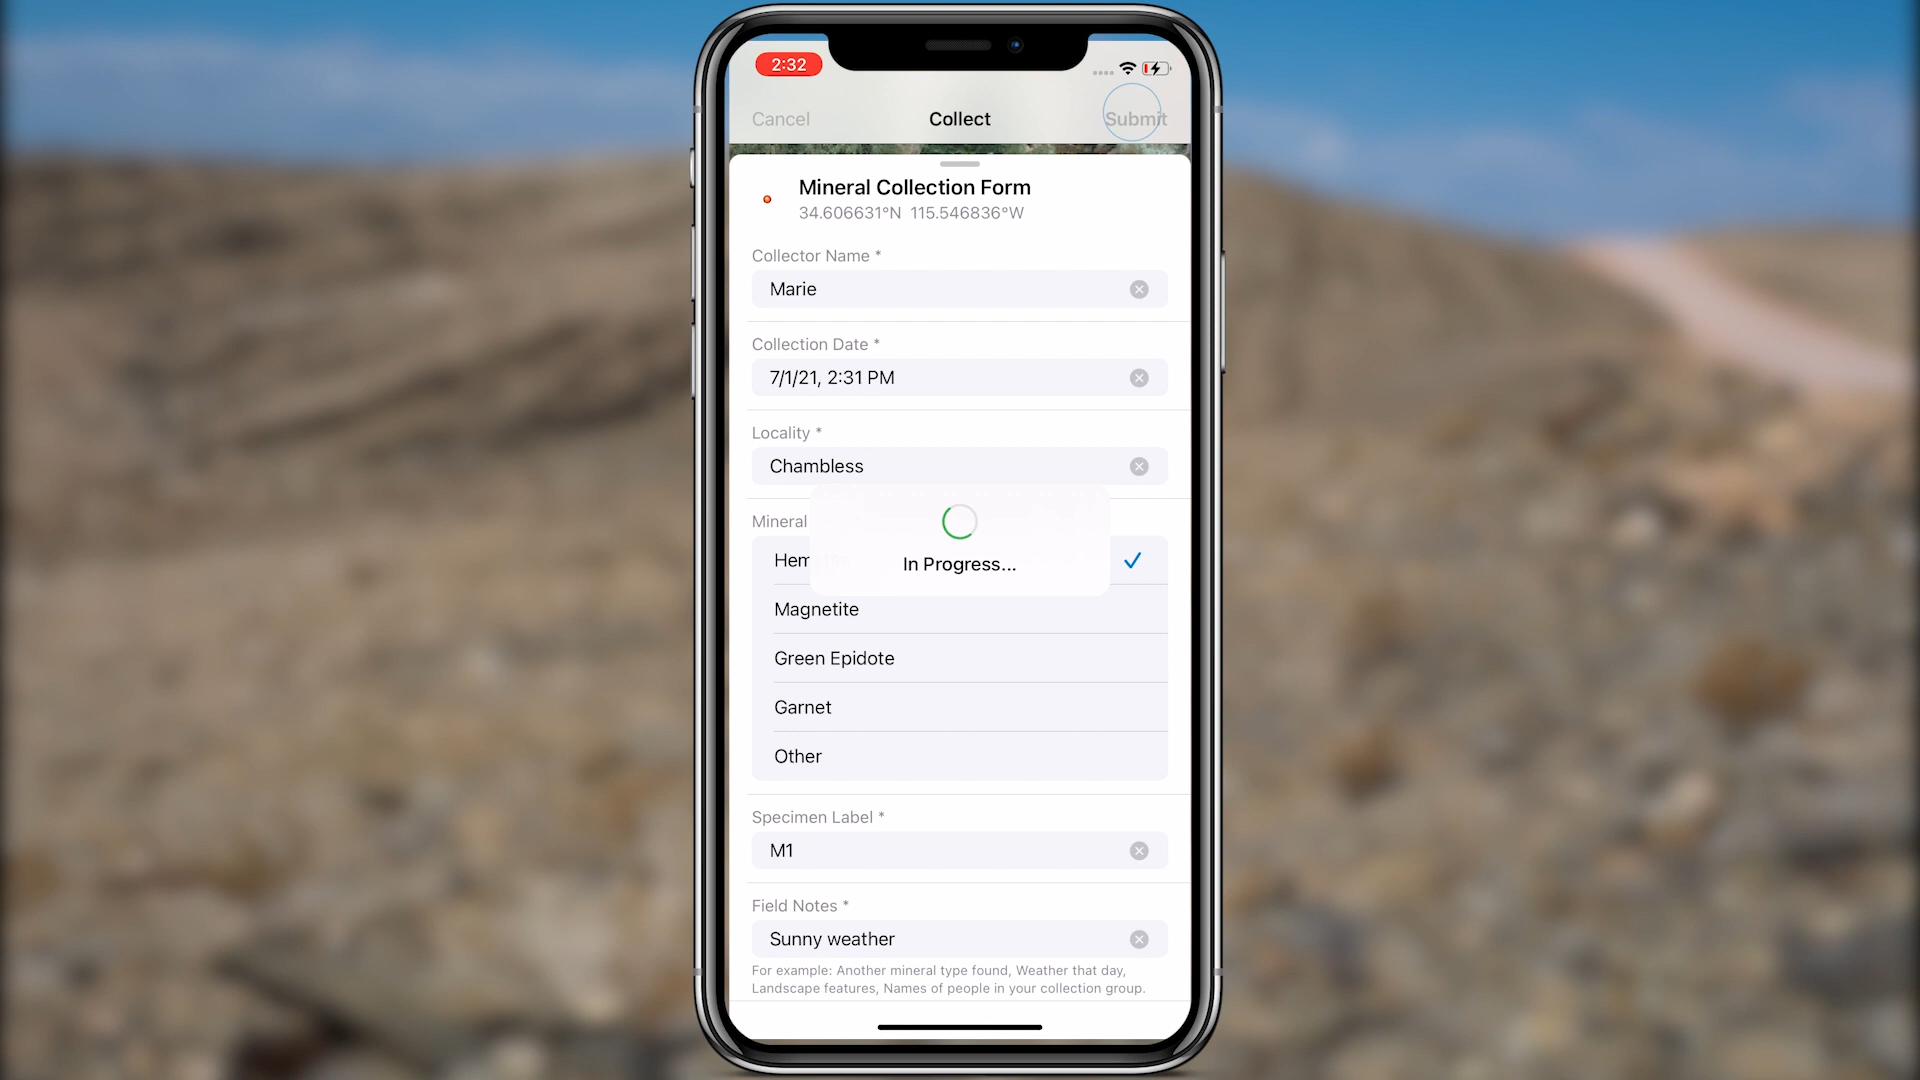 2:32
Cancel Collect Submit
Mineral Collection Form
34.606631°N 115.546836°W
Collector Name *
Marie
Collection Date *
7/1/21, 2:31 PM
Locality *
Chambless
Mineral
In Progress...
Magnetite
Green Epidote
Garnet
Other
Specimen Label *
M1
Field Notes *
Sunny weather
For example: Another mineral type found, Weather that day,
Landscape features, Names of people in your collection group.